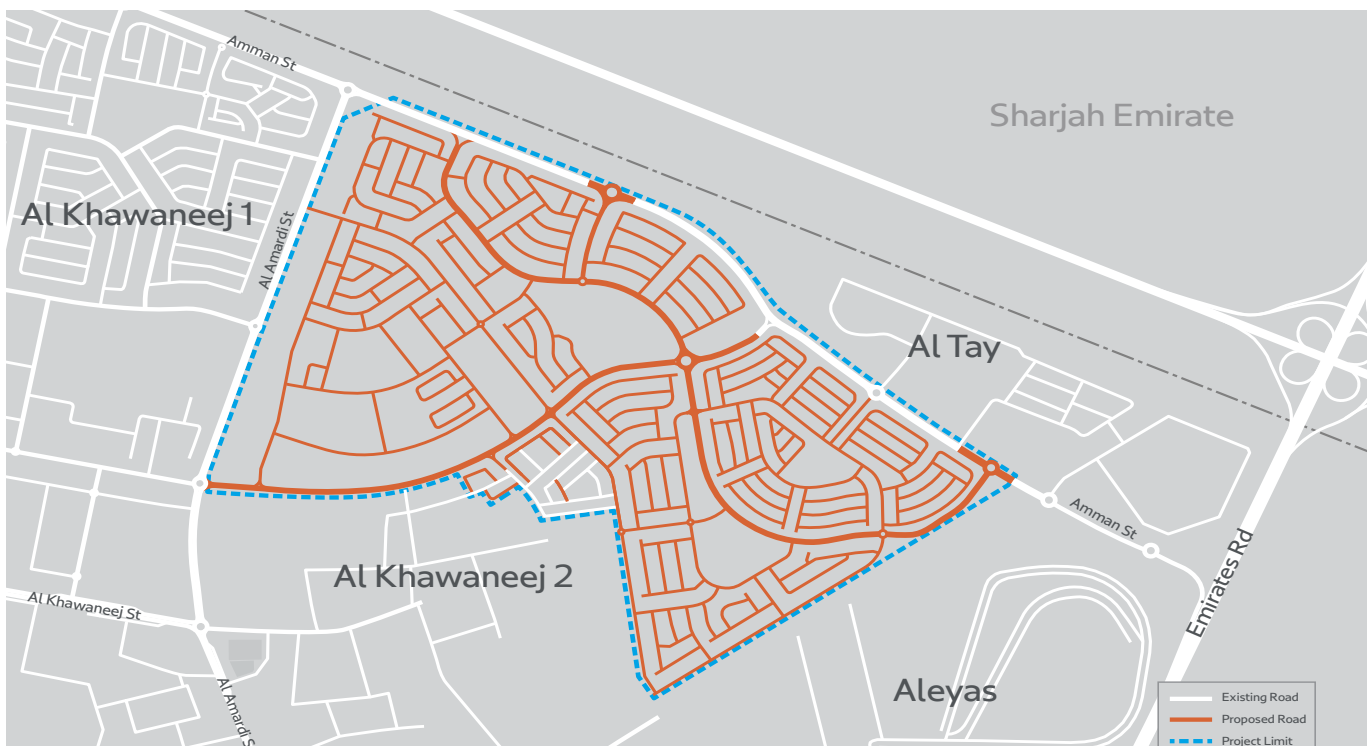 Amman St
Sharjah Emirate
Al Khawaneej 1
Al Amardi St
Al Tay
Amman St
Al Khawaneej 2
Emirates Rd
Al Khawaneej St
Al Amardi S
Aleyas
Existing Road
Proposed Road
Project Limit